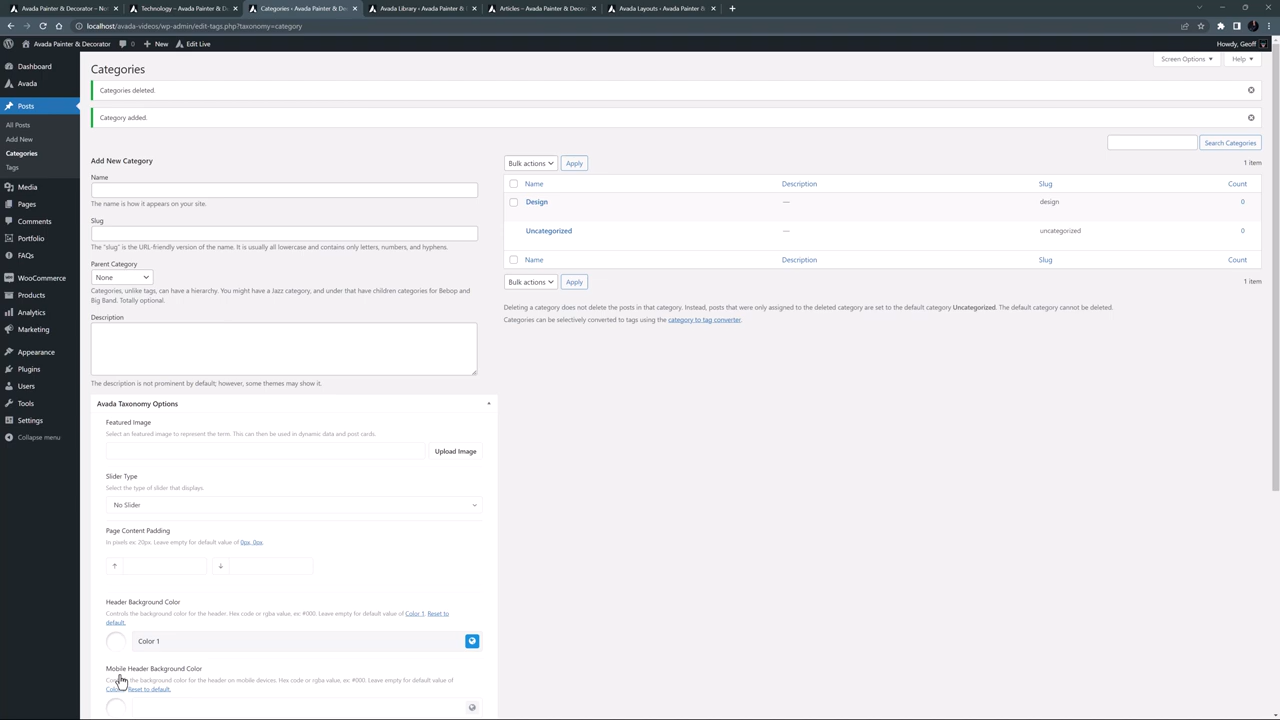 Avada Painter & Decorator – Nor
Technology – Avada Painter & De
Categories ‹ Avada Painter & De
Avada Library ‹ Avada Painter &
Articles – Avada Painter & Decor
Avada Layouts ‹ Avada Painter &
localhost/avada-videos/wp-admin/edit-tags.php?taxonomy=category
Avada Painter & Decorator
0
New
Edit Live
Howdy, Geoff
Dashboard
Avada
Posts
All Posts
Add New
Categories
Tags
Media
Pages
Comments
Portfolio
FAQs
WooCommerce
Products
Analytics
Marketing
Appearance
Plugins
Users
Tools
Settings
Collapse menu
Categories
Screen Options
Help
Categories deleted.
Category added.
Search Categories
Add New Category
Name
The name is how it appears on your site.
Slug
The "slug" is the URL-friendly version of the name. It is usually all lowercase and contains only letters, numbers, and hyphens.
Parent Category
None
Categories, unlike tags, can have a hierarchy. You might have a Jazz category, and under that have children categories for Bebop and
Big Band. Totally optional.
Description
The description is not prominent by default; however, some themes may show it.
Avada Taxonomy Options
Featured Image
Select an featured image to represent the term. This can then be used in dynamic data and post cards.
Upload Image
Slider Type
Select the type of slider that displays.
No Slider
Page Content Padding
In pixels ex: 20px. Leave empty for default value of 0px, 0px.
Header Background Color
Controls the background color for the header. Hex code or rgba value, ex: #000. Leave empty for default value of Color 1. Reset to
default.
Color 1
Mobile Header Background Color
the background color for the header on mobile devices. Hex code or rgba value, ex: #000. Leave empty for default value of
Reset to default.
Bulk actions
Apply
1 item
Name Description Slug Count
Design — design 0
Uncategorized — uncategorized 0
Name Description Slug Count
Bulk actions
Apply
1 item
Deleting a category does not delete the posts in that category. Instead, posts that were only assigned to the deleted category are set to the default category Uncategorized. The default category cannot be deleted.
Categories can be selectively converted to tags using the category to tag converter.